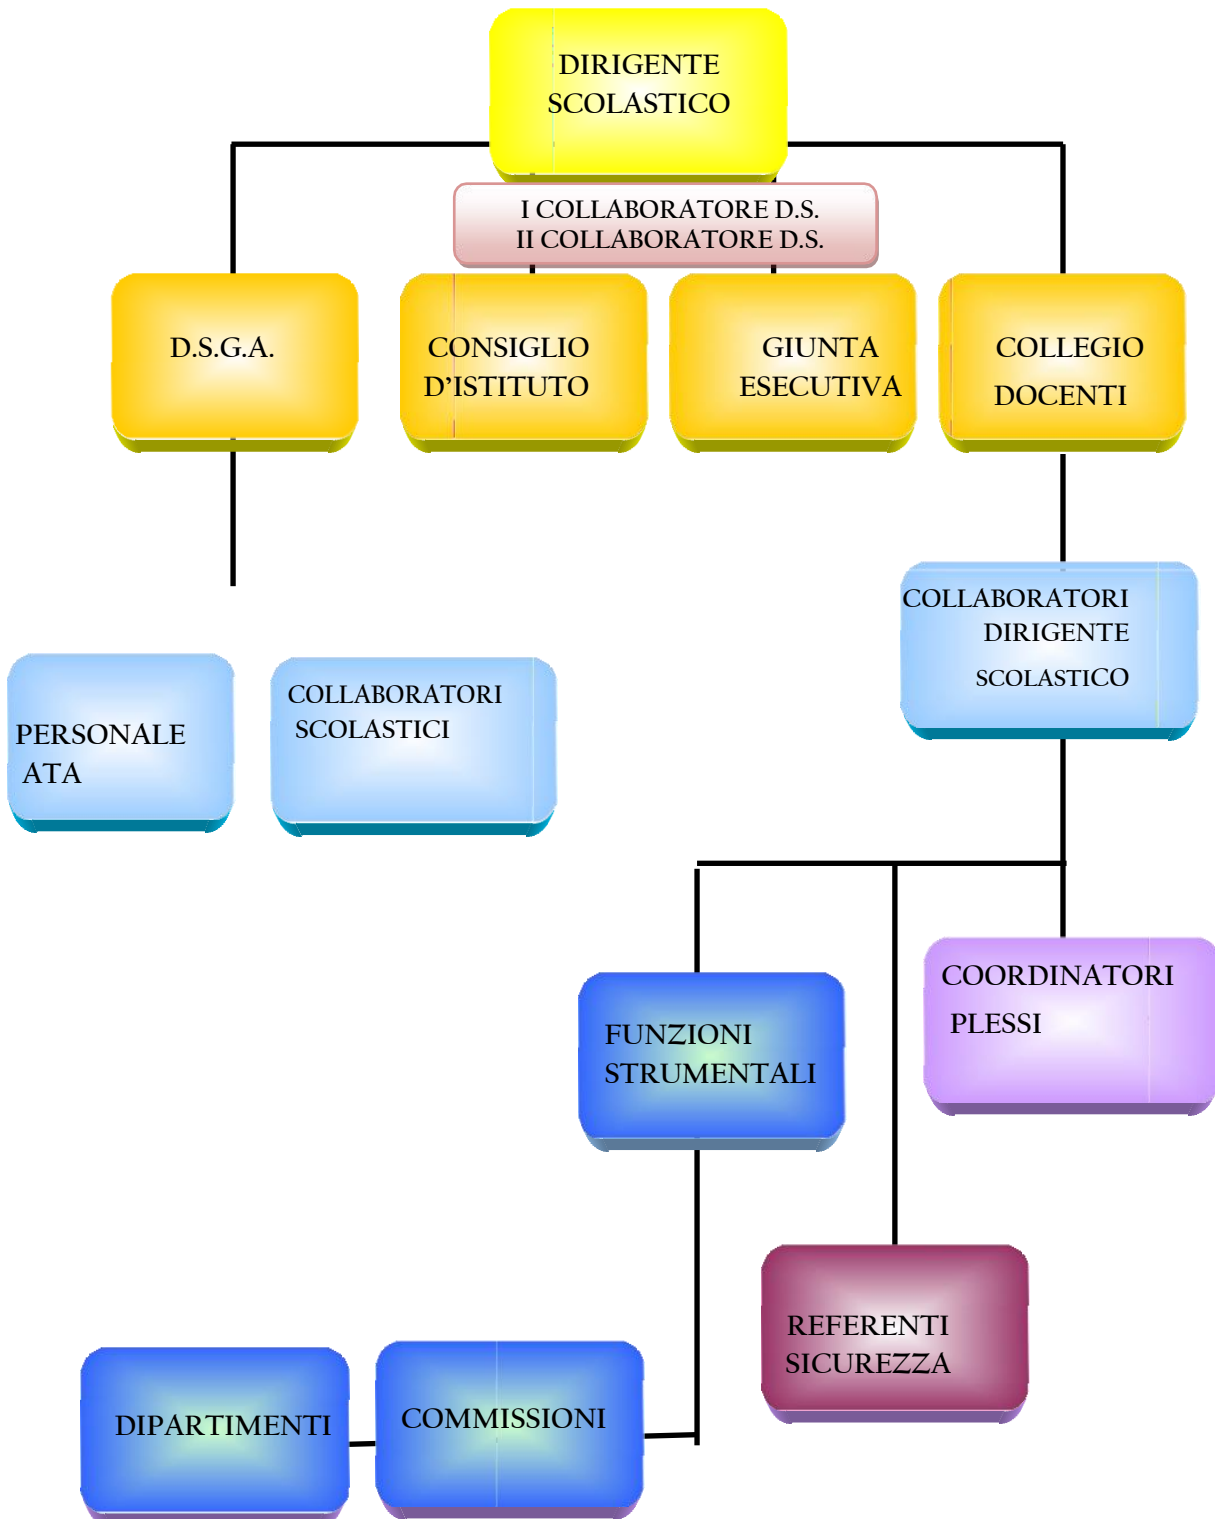 DIRIGENTE
SCOLASTICO
I COLLABORATORE D.S.
II COLLABORATORE D.S.
D.S.G.A.
CONSIGLIO
D'ISTITUTO
GIUNTA
ESECUTIVA
COLLEGIO
DOCENTI
COLLABORATORI
DIRIGENTE
SCOLASTICO
PERSONALE
ATA
COLLABORATORI
SCOLASTICI
COORDINATORI
PLESSI
FUNZIONI
STRUMENTALI
REFERENTI
SICUREZZA
DIPARTIMENTI
COMMISSIONI